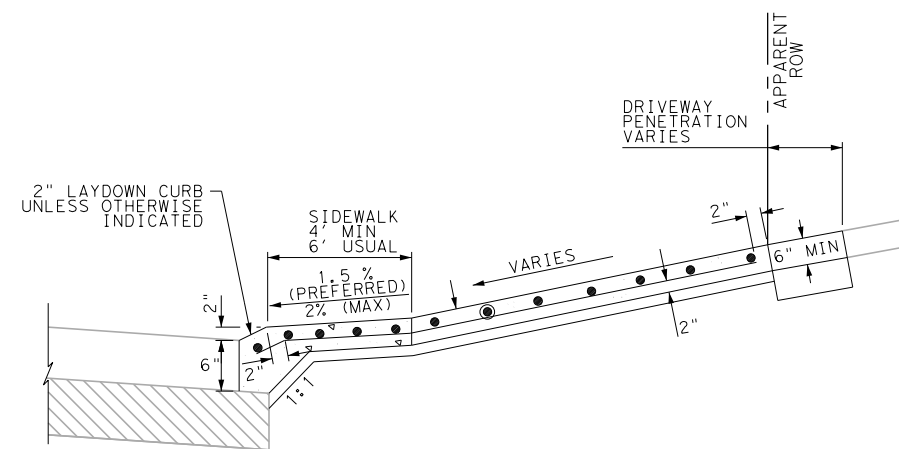 APPARENT
ROW
DRIVEWAY
PENETRATION
VARIES
2" LAYDOWN CURB
UNLESS OTHERWISE
INDICATED
SIDEWALK
4' MIN
6' USUAL
2"
VARIES
6" MIN
1.5 %
(PREFERRED)
2% (MAX)
2"
6"
2"
2"
1:1